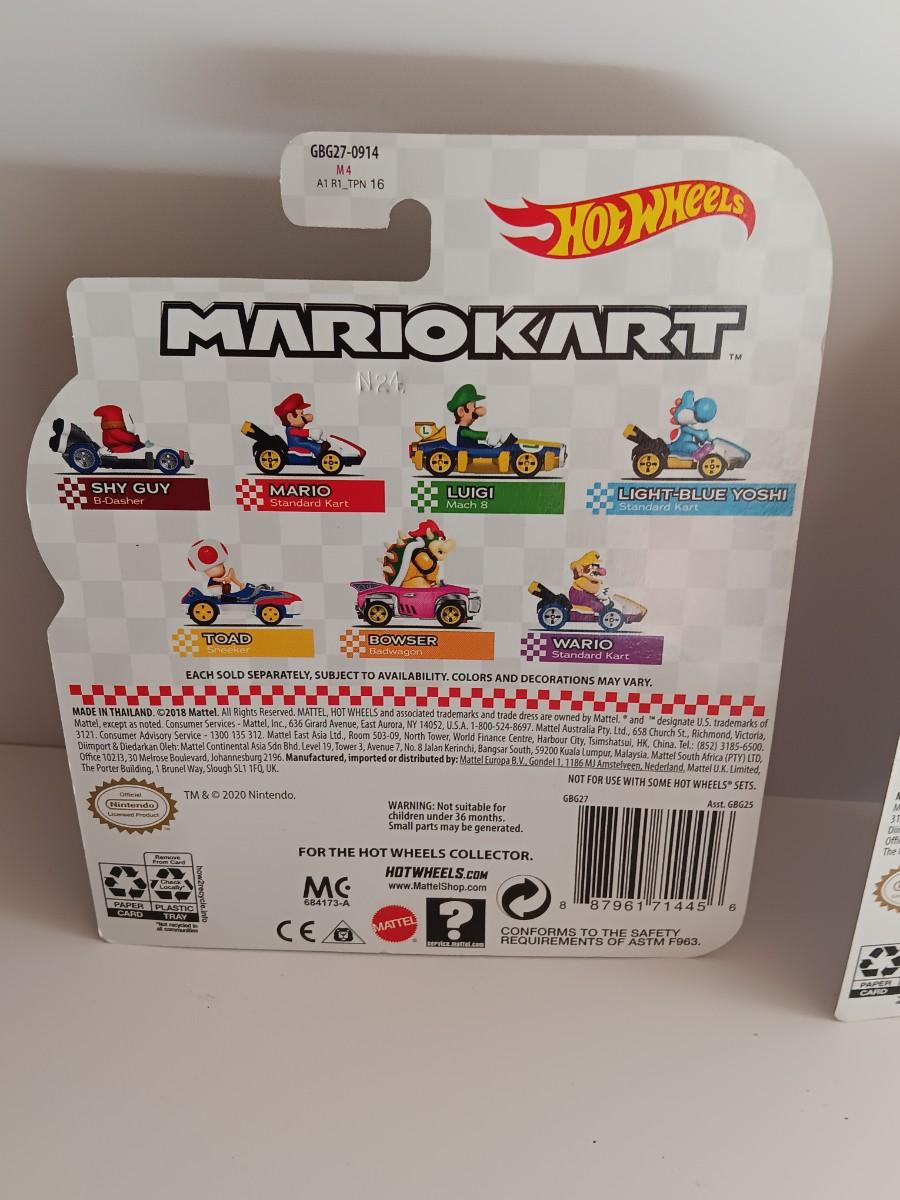 GBG27-0914
M4
A1 R1_TPN 16
HOT WHEELS
MARIOKART™
N24
SHY GUY
B-Dasher
MARIO
Standard Kart
LUIGI
Mach 8
LIGHT-BLUE YOSHI
Standard Kart
TOAD
Sneeker
BOWSER
Badwagon
WARIO
Standard Kart
EACH SOLD SEPARATELY, SUBJECT TO AVAILABILITY. COLORS AND DECORATIONS MAY VARY.
MADE IN THAILAND. ©2018 Mattel. All Rights Reserved. MATTEL, HOT WHEELS and associated trademarks and trade dress are owned by Mattel. ® and ™ designate U.S. trademarks of
Mattel, except as noted. Consumer Services - Mattel, Inc., 636 Girard Avenue, East Aurora, NY 14052, U.S.A. 1-800-524-8697. Mattel Australia Pty. Ltd., 658 Church St., Richmond, Victoria,
3121. Consumer Advisory Service - 1300 135 312. Mattel East Asia Ltd., Room 503-09, North Tower, World Finance Centre, Harbour City, Tsimshatsui, HK, China. Tel.: (852) 3185-6500.
Diimport & Diedarkan Oleh: Mattel Continental Asia Sdn Bhd. Level 19, Tower 3, Avenue 7, No. 8 Jalan Kerinchi, Bangsar South, 59200 Kuala Lumpur, Malaysia. Mattel South Africa (PTY) LTD,
Office 102 I3, 30 Melrose Boulevard, Johannesburg 2196. Manufactured, imported or distributed by: Mattel Europa B.V., Gondel 1, 1186 MJ Amstelveen, Nederland. Mattel U.K. Limited,
The Porter Building, 1 Brunel Way, Slough SL1 1FQ, UK.
NOT FOR USE WITH SOME HOT WHEELS® SETS.
Official
Nintendo
Licensed Product
TM & © 2020 Nintendo.
WARNING: Not suitable for
children under 36 months.
Small parts may be generated.
GBG27
Asst. GBG25
8 87961 71445 6
FOR THE HOT WHEELS COLLECTOR.
HOTWHEELS.COM
www.MattelShop.com
Remove
From Card
Check
Locally*
PAPER
CARD
PLASTIC
TRAY
*Not recycled in
all communities
how2recycle.info
MC
684173-A
CE
MATTEL®
?
service.mattel.com
CONFORMS TO THE SAFETY
REQUIREMENTS OF ASTM F963.
PAPER
CARD